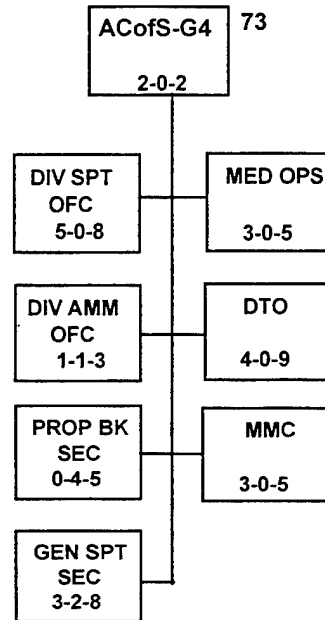 ACofS-G4
2-0-2
73
DIV SPT
OFC
5-0-8
MED OPS
3-0-5
DIV AMM
OFC
1-1-3
DTO
4-0-9
PROP BK
SEC
0-4-5
MMC
3-0-5
GEN SPT
SEC
3-2-8